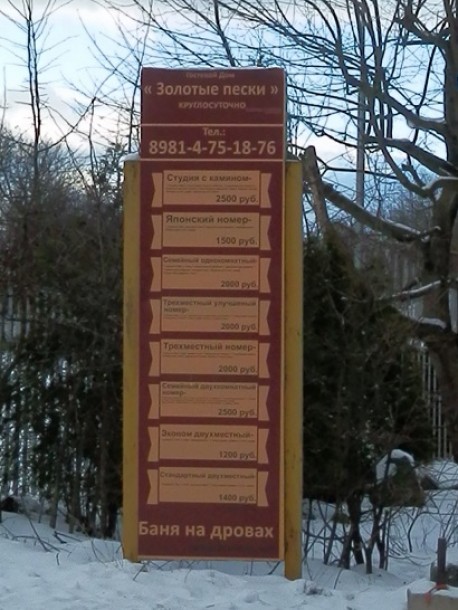 Гостевой Дом
« Золотые пески »
КРУГЛОСУТОЧНО
Тел.:
8981-4-75-18-76
Студия с камином-
2500 руб.
Японский номер-
1500 руб.
Семейный однокомнатный-
2000 руб.
Трехместный улучшеный
номер-
2000 руб.
Трехместный номер-
2000 руб.
Семейный двухкомнатный
номер-
2500 руб.
Эконом двухместный-
1200 руб.
Стандартный двухместный-
1400 руб.
Баня на дровах